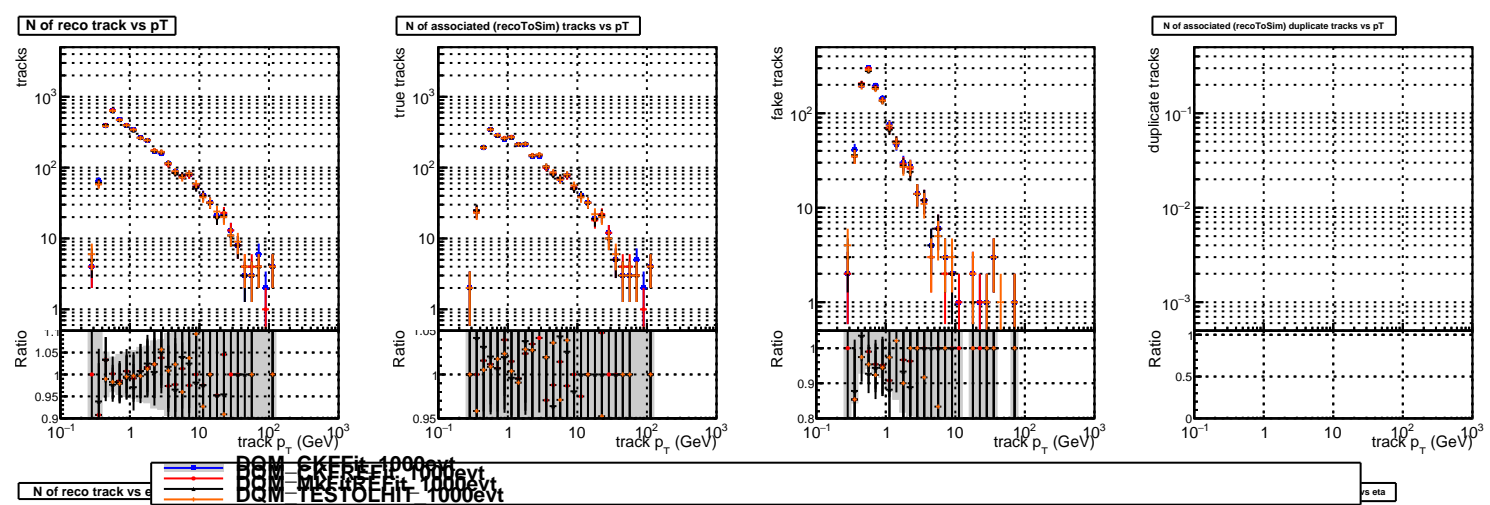 N of reco track vs pT
N of associated (recoToSim) tracks vs pT
N of associated (recoToSim) duplicate tracks vs pT
tracks
10³
10²
10
1
Ratio
1.1
1.05
1
0.95
0.9
10⁻¹ 1 10 10² 10³
track p_T (GeV)
true tracks
10³
10²
10
1
Ratio
1.05
1
0.95
10⁻¹ 1 10 10² 10³
track p_T (GeV)
fake tracks
10²
10
1
Ratio
1
0.9
0.8
10⁻¹ 1 10 10² 10³
track p_T (GeV)
duplicate tracks
10⁻¹
10⁻²
10⁻³
Ratio
1
0.5
0
10⁻¹ 1 10 10² 10³
track p_T (GeV)
DQM_CKFFit_1000evt
DQM_CKFREFit_1000evt
DQM_MKFitREFit_1000evt
DQM_TESTOLHIT_1000evt
N of reco track vs e
vs eta